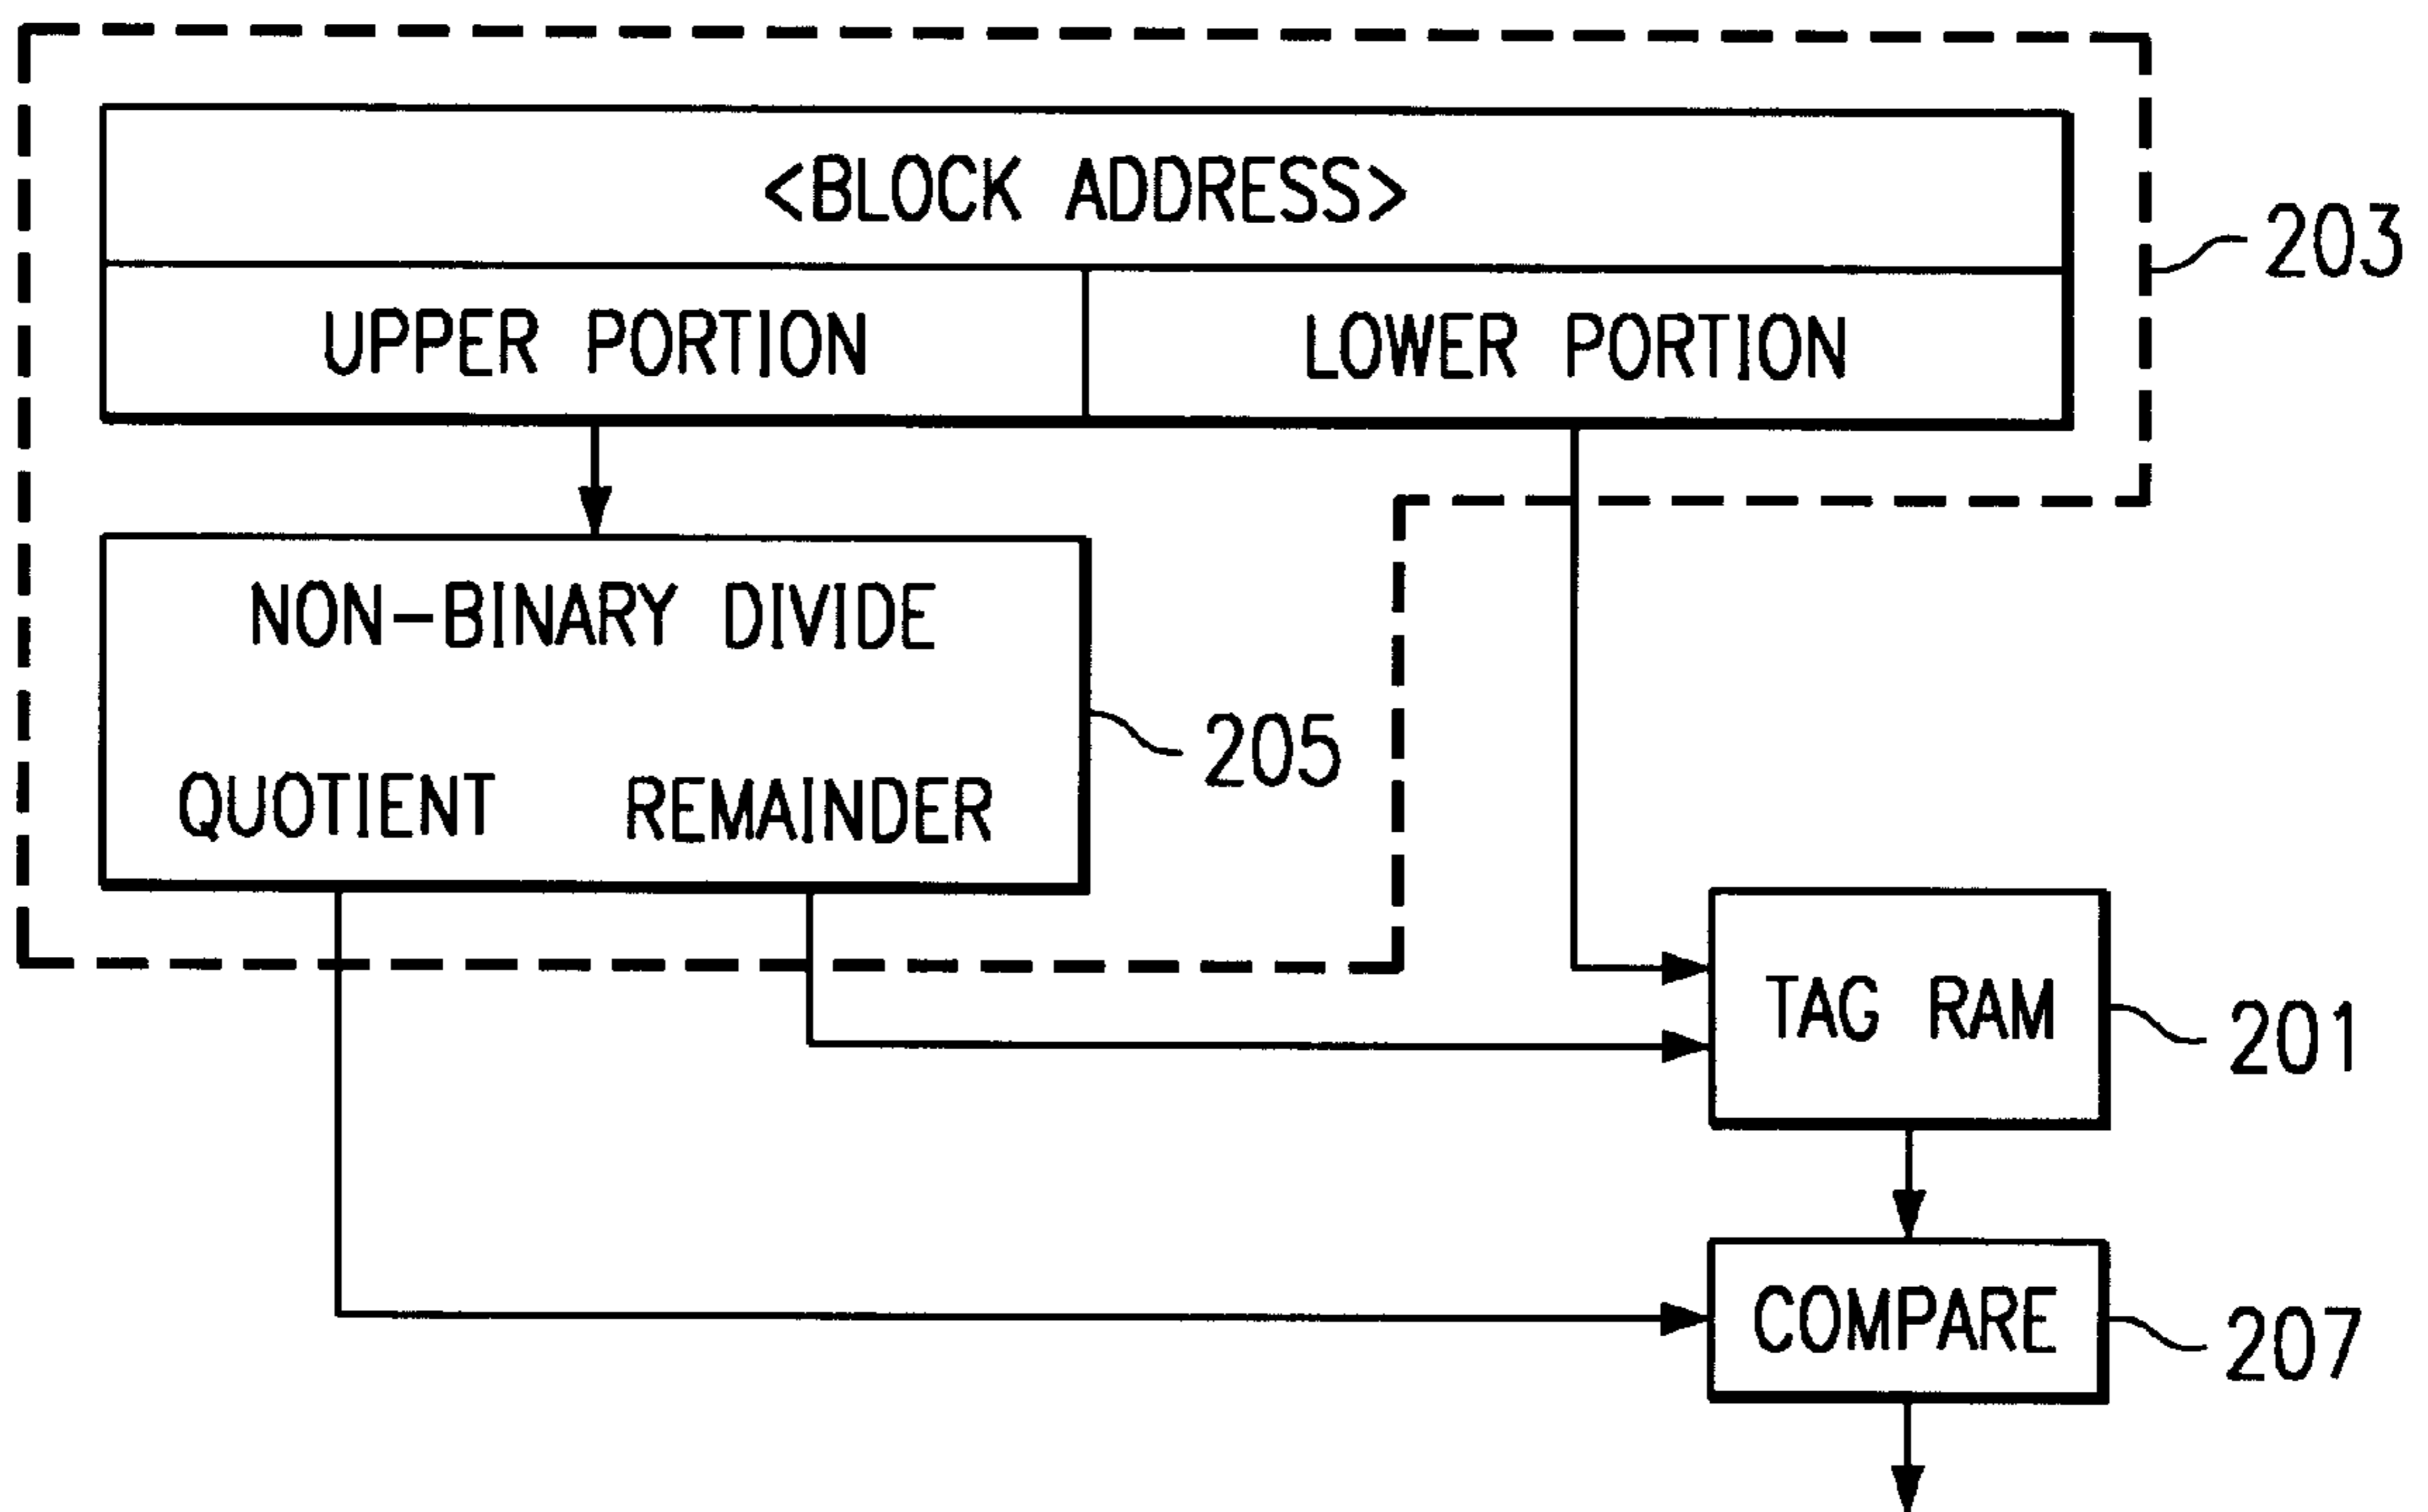 <BLOCK ADDRESS>
203
UPPER PORTION
LOWER PORTION
NON-BINARY DIVIDE
205
QUOTIENT
REMAINDER
TAG RAM
201
COMPARE
207